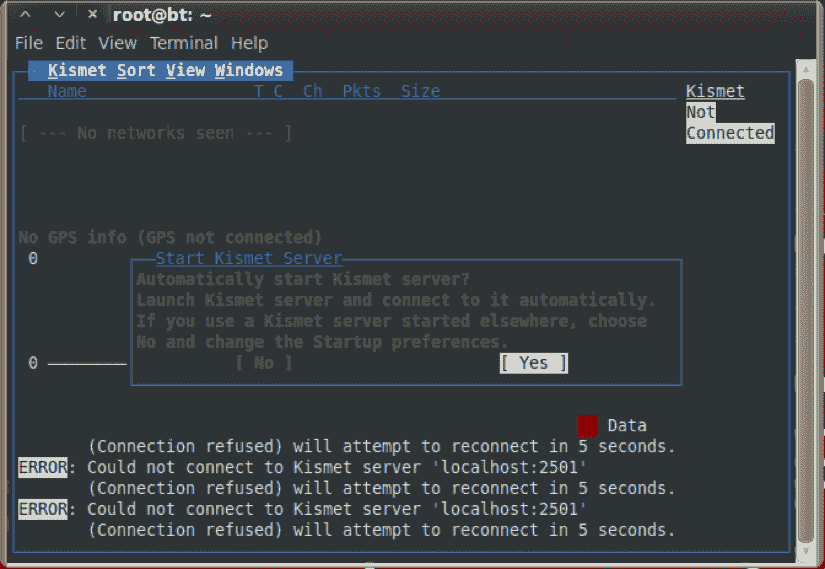 root@bt: ~
File Edit View Terminal Help
Kismet Sort View Windows
Name T C Ch Pkts Size
Kismet
Not
Connected
[ --- No networks seen --- ]
No GPS info (GPS not connected)
0
Start Kismet Server
Automatically start Kismet server?
Launch Kismet server and connect to it automatically.
If you use a Kismet server started elsewhere, choose
No and change the Startup preferences.
[ No ] [ Yes ]
0
Data
(Connection refused) will attempt to reconnect in 5 seconds.
ERROR: Could not connect to Kismet server 'localhost:2501'
(Connection refused) will attempt to reconnect in 5 seconds.
ERROR: Could not connect to Kismet server 'localhost:2501'
(Connection refused) will attempt to reconnect in 5 seconds.